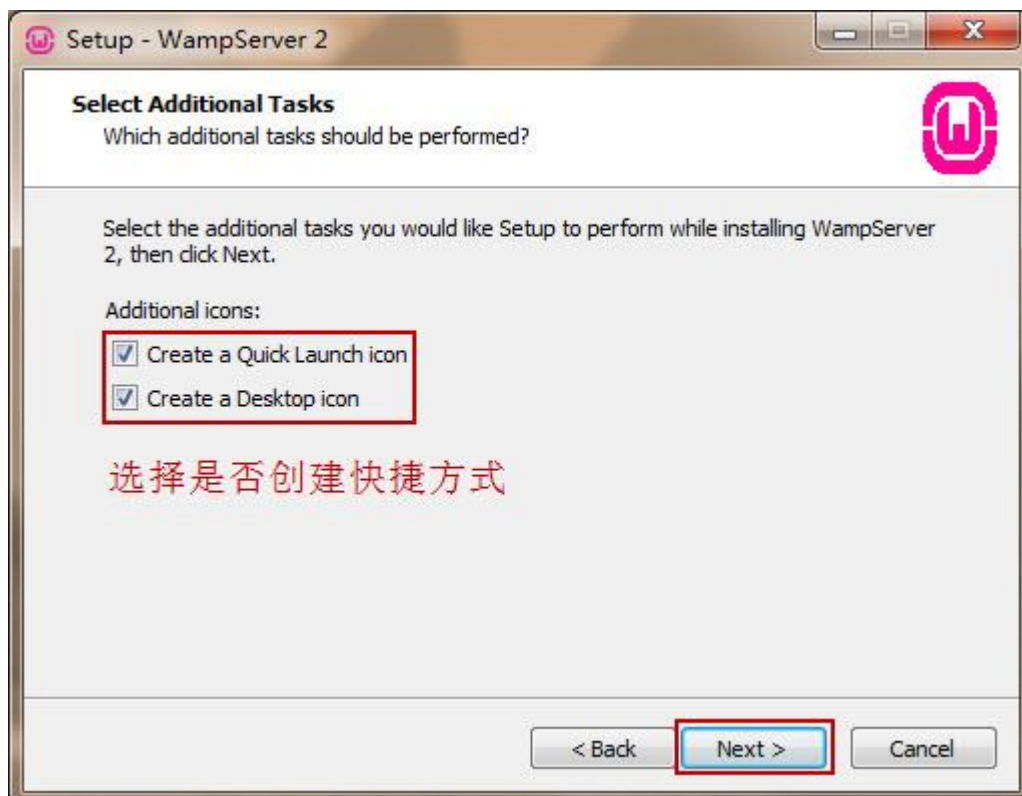 Setup - WampServer 2
Select Additional Tasks
Which additional tasks should be performed?
Select the additional tasks you would like Setup to perform while installing WampServer
2, then click Next.
Additional icons:
Create a Quick Launch icon
Create a Desktop icon
选择是否创建快捷方式
< Back
Next >
Cancel